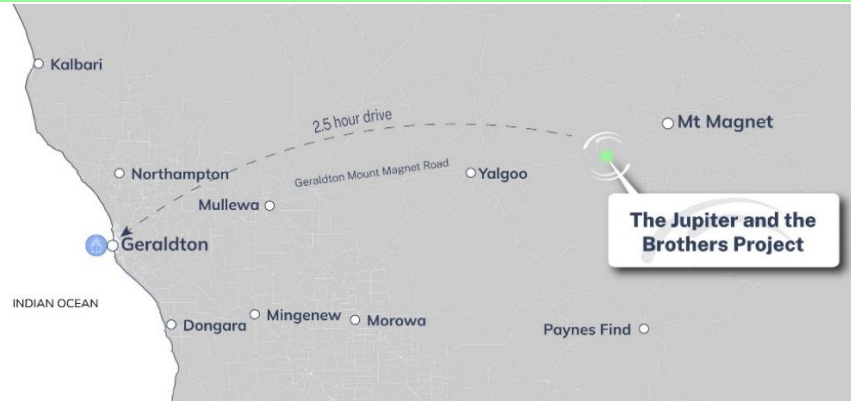 Kalbari
2.5 hour drive
Mt Magnet
Northampton
Geraldton Mount Magnet Road
Yalgoo
Mullewa
The Jupiter and the
Brothers Project
Geraldton
INDIAN OCEAN
Dongara
Mingenew
Morowa
Paynes Find